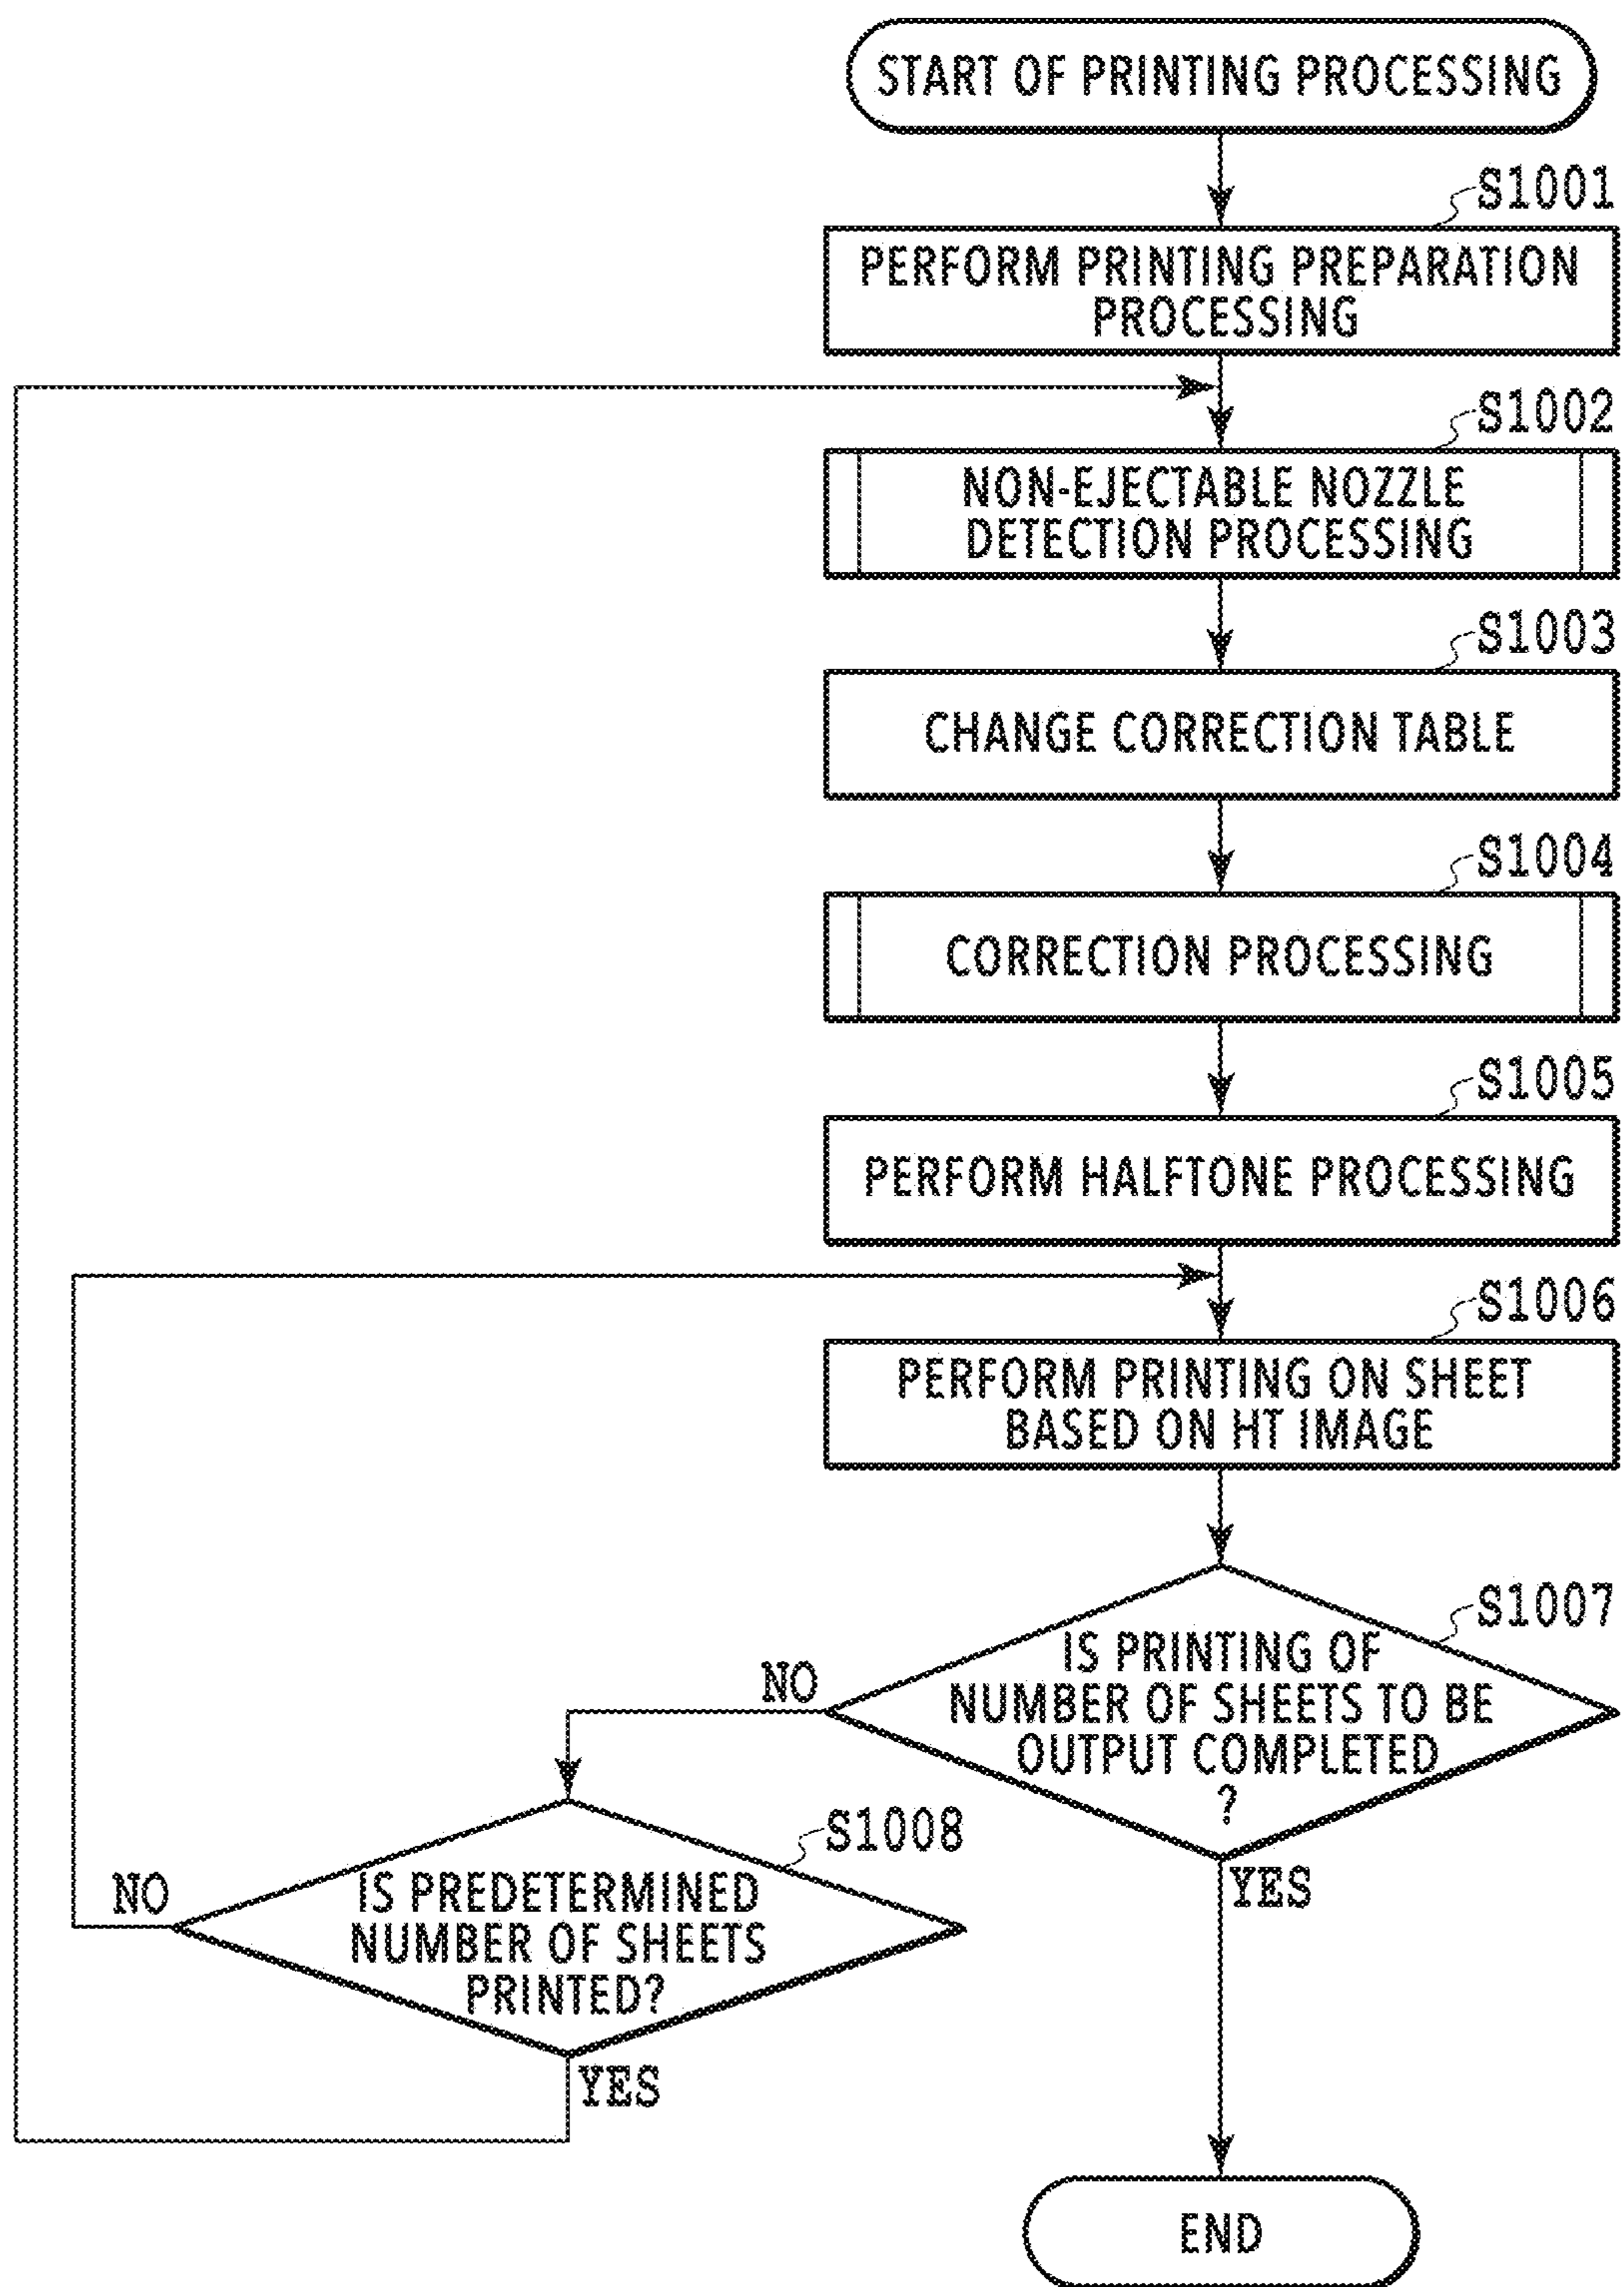 START OF PRINTING PROCESSING
S1001
PERFORM PRINTING PREPARATION
PROCESSING
S1002
NON-EJECTABLE NOZZLE
DETECTION PROCESSING
S1003
CHANGE CORRECTION TABLE
S1004
CORRECTION PROCESSING
S1005
PERFORM HALFTONE PROCESSING
S1006
PERFORM PRINTING ON SHEET
BASED ON HT IMAGE
S1007
IS PRINTING OF
NUMBER OF SHEETS TO BE
OUTPUT COMPLETED
?
NO
YES
S1008
IS PREDETERMINED
NUMBER OF SHEETS
PRINTED?
NO
YES
END